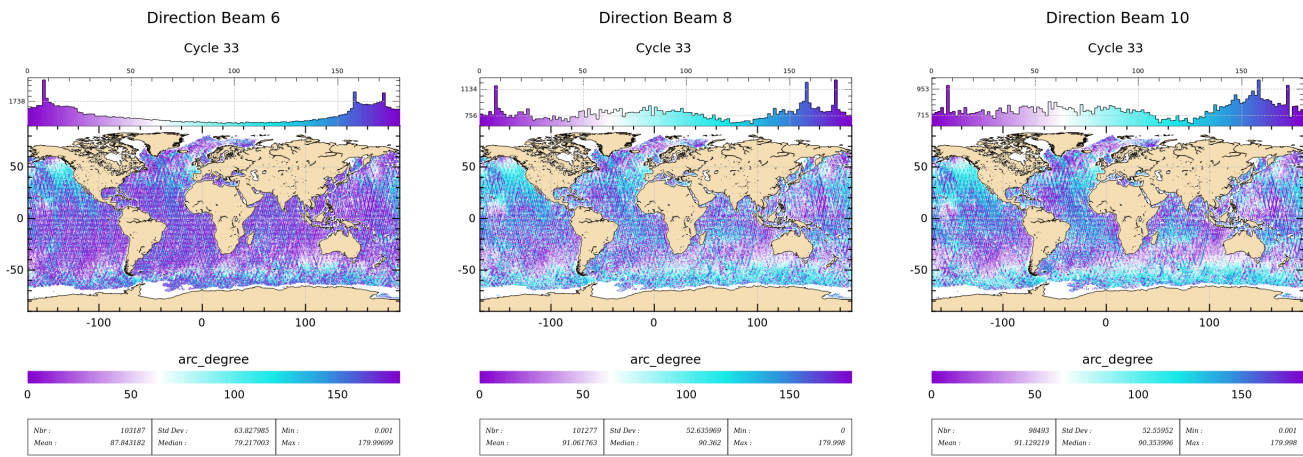 Direction Beam 6
Cycle 33
0 50 100 150
1738
50
0
-50
-100 0 100
arc_degree
0 50 100 150
Nbr : 103187 Std Dev : 63.827985 Min : 0.001
Mean : 87.843182 Median : 79.217003 Max : 179.99699
Direction Beam 8
Cycle 33
0 50 100 150
1134
756
50
0
-50
-100 0 100
arc_degree
0 50 100 150
Nbr : 101277 Std Dev : 52.635969 Min : 0
Mean : 91.061763 Median : 90.362 Max : 179.998
Direction Beam 10
Cycle 33
0 50 100 150
953
715
50
0
-50
-100 0 100
arc_degree
0 50 100 150
Nbr : 98493 Std Dev : 52.55952 Min : 0.001
Mean : 91.129219 Median : 90.353996 Max : 179.998